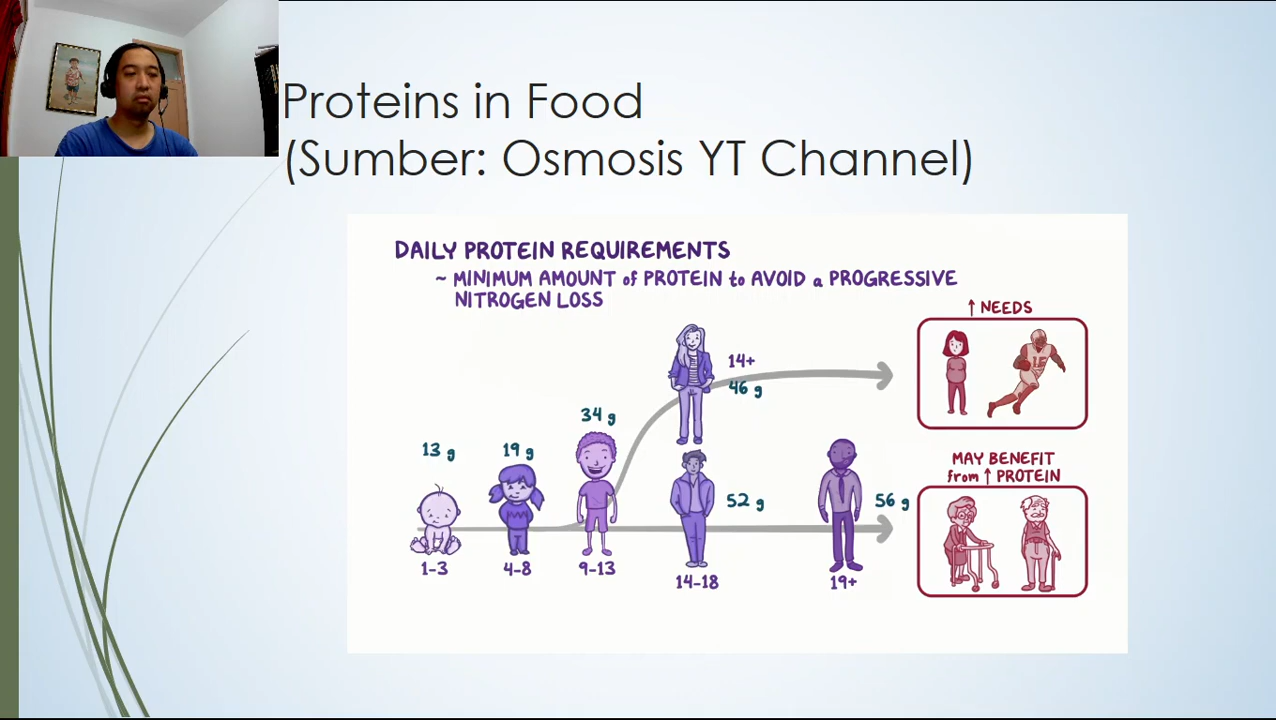 Proteins in Food
(Sumber: Osmosis YT Channel)
DAILY PROTEIN REQUIREMENTS
~ MINIMUM AMOUNT of PROTEIN to AVOID a PROGRESSIVE
NITROGEN LOSS
↑ NEEDS
14+
46 g
34 g
13 g
19 g
MAY BENEFIT
from ↑ PROTEIN
52 g
56 g
1-3
4-8
9-13
14-18
19+